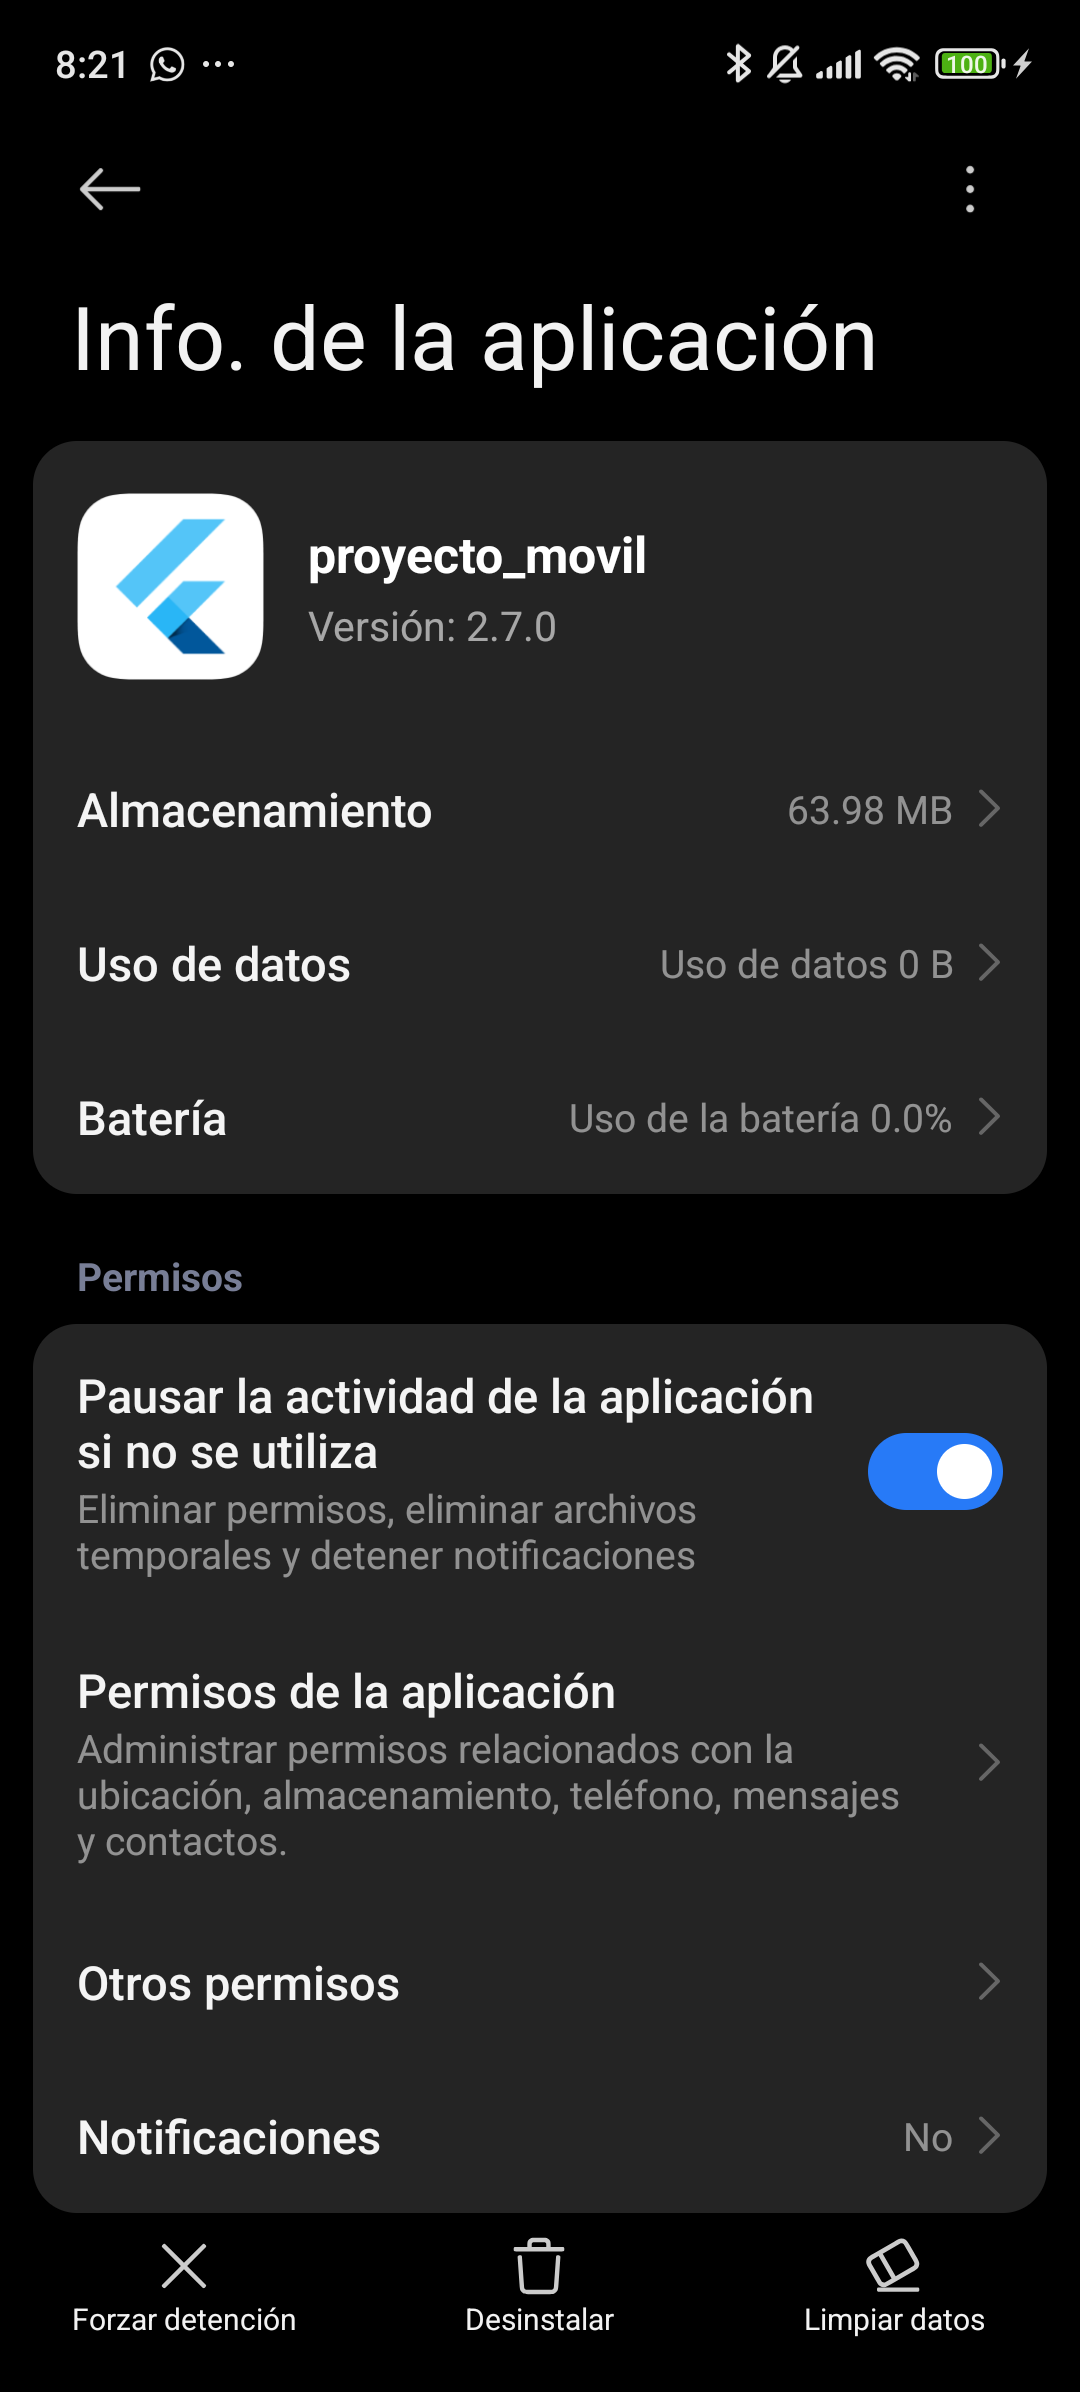 8:21
100
Info. de la aplicación
proyecto_movil
Versión: 2.7.0
Almacenamiento 63.98 MB
Uso de datos Uso de datos 0 B
Batería Uso de la batería 0.0%
Permisos
Pausar la actividad de la aplicación
si no se utiliza
Eliminar permisos, eliminar archivos
temporales y detener notificaciones
Permisos de la aplicación
Administrar permisos relacionados con la
ubicación, almacenamiento, teléfono, mensajes
y contactos.
Otros permisos
Notificaciones No
Forzar detención Desinstalar Limpiar datos